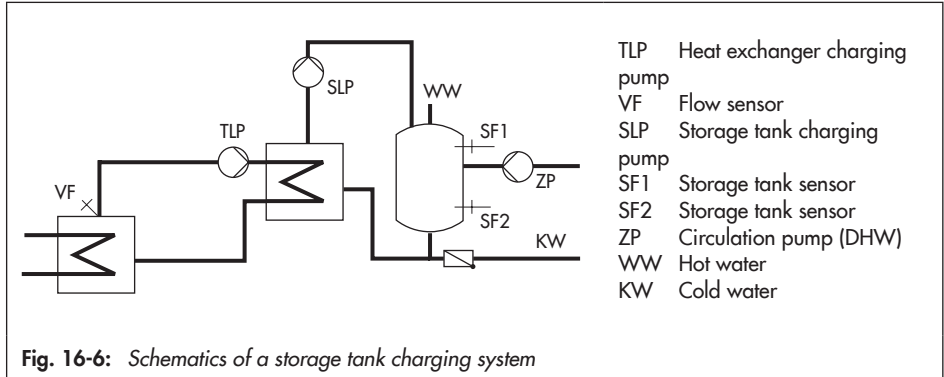 SLP
WW
TLP
SF1
ZP
VF
SF2
KW
TLP Heat exchanger charging
pump
VF Flow sensor
SLP Storage tank charging
pump
SF1 Storage tank sensor
SF2 Storage tank sensor
ZP Circulation pump (DHW)
WW Hot water
KW Cold water
Fig. 16-6: Schematics of a storage tank charging system